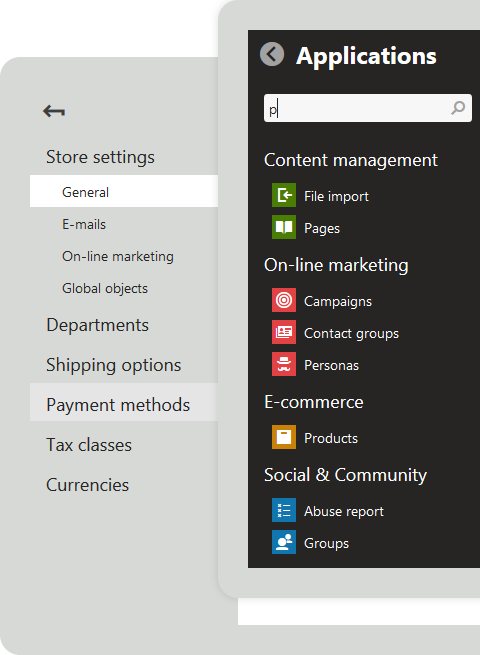 Store settings
General
E-mails
On-line marketing
Global objects
Departments
Shipping options
Payment methods
Tax classes
Currencies
Applications
p
Content management
File import
Pages
On-line marketing
Campaigns
Contact groups
Personas
E-commerce
Products
Social & Community
Abuse report
Groups